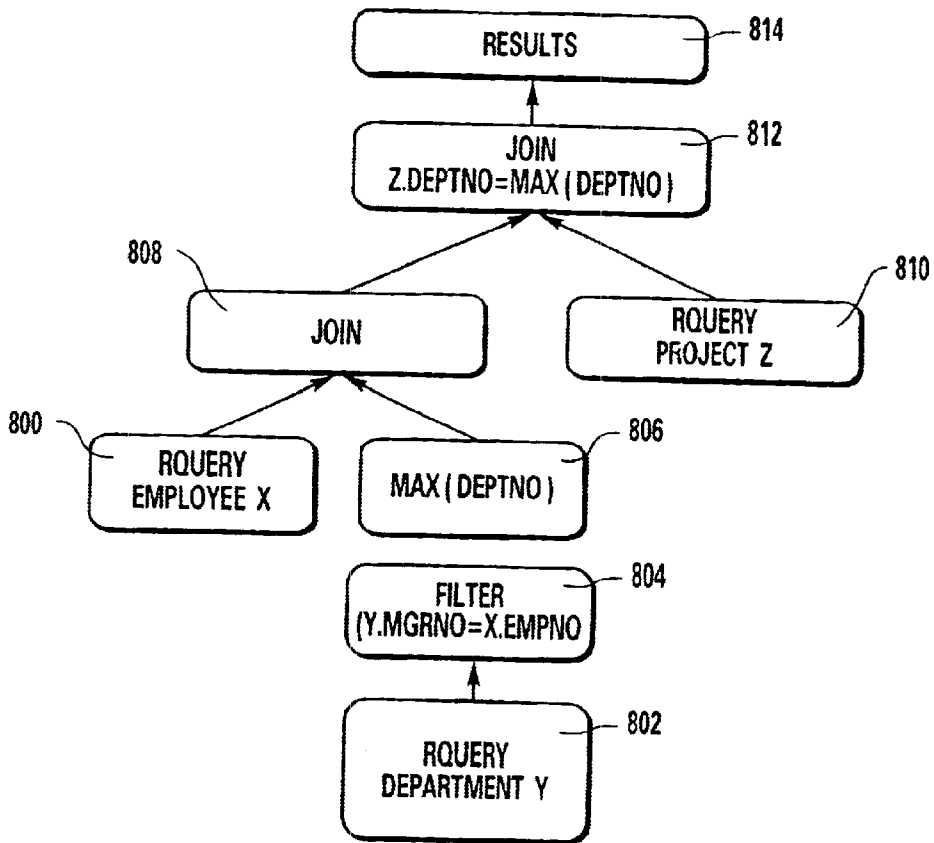 RESULTS
814
JOIN
Z.DEPTNO=MAX(DEPTNO)
812
808
JOIN
RQUERY
PROJECT Z
810
800
RQUERY
EMPLOYEE X
MAX(DEPTNO)
806
FILTER
(Y.MGRNO=X.EMPNO
804
RQUERY
DEPARTMENT Y
802